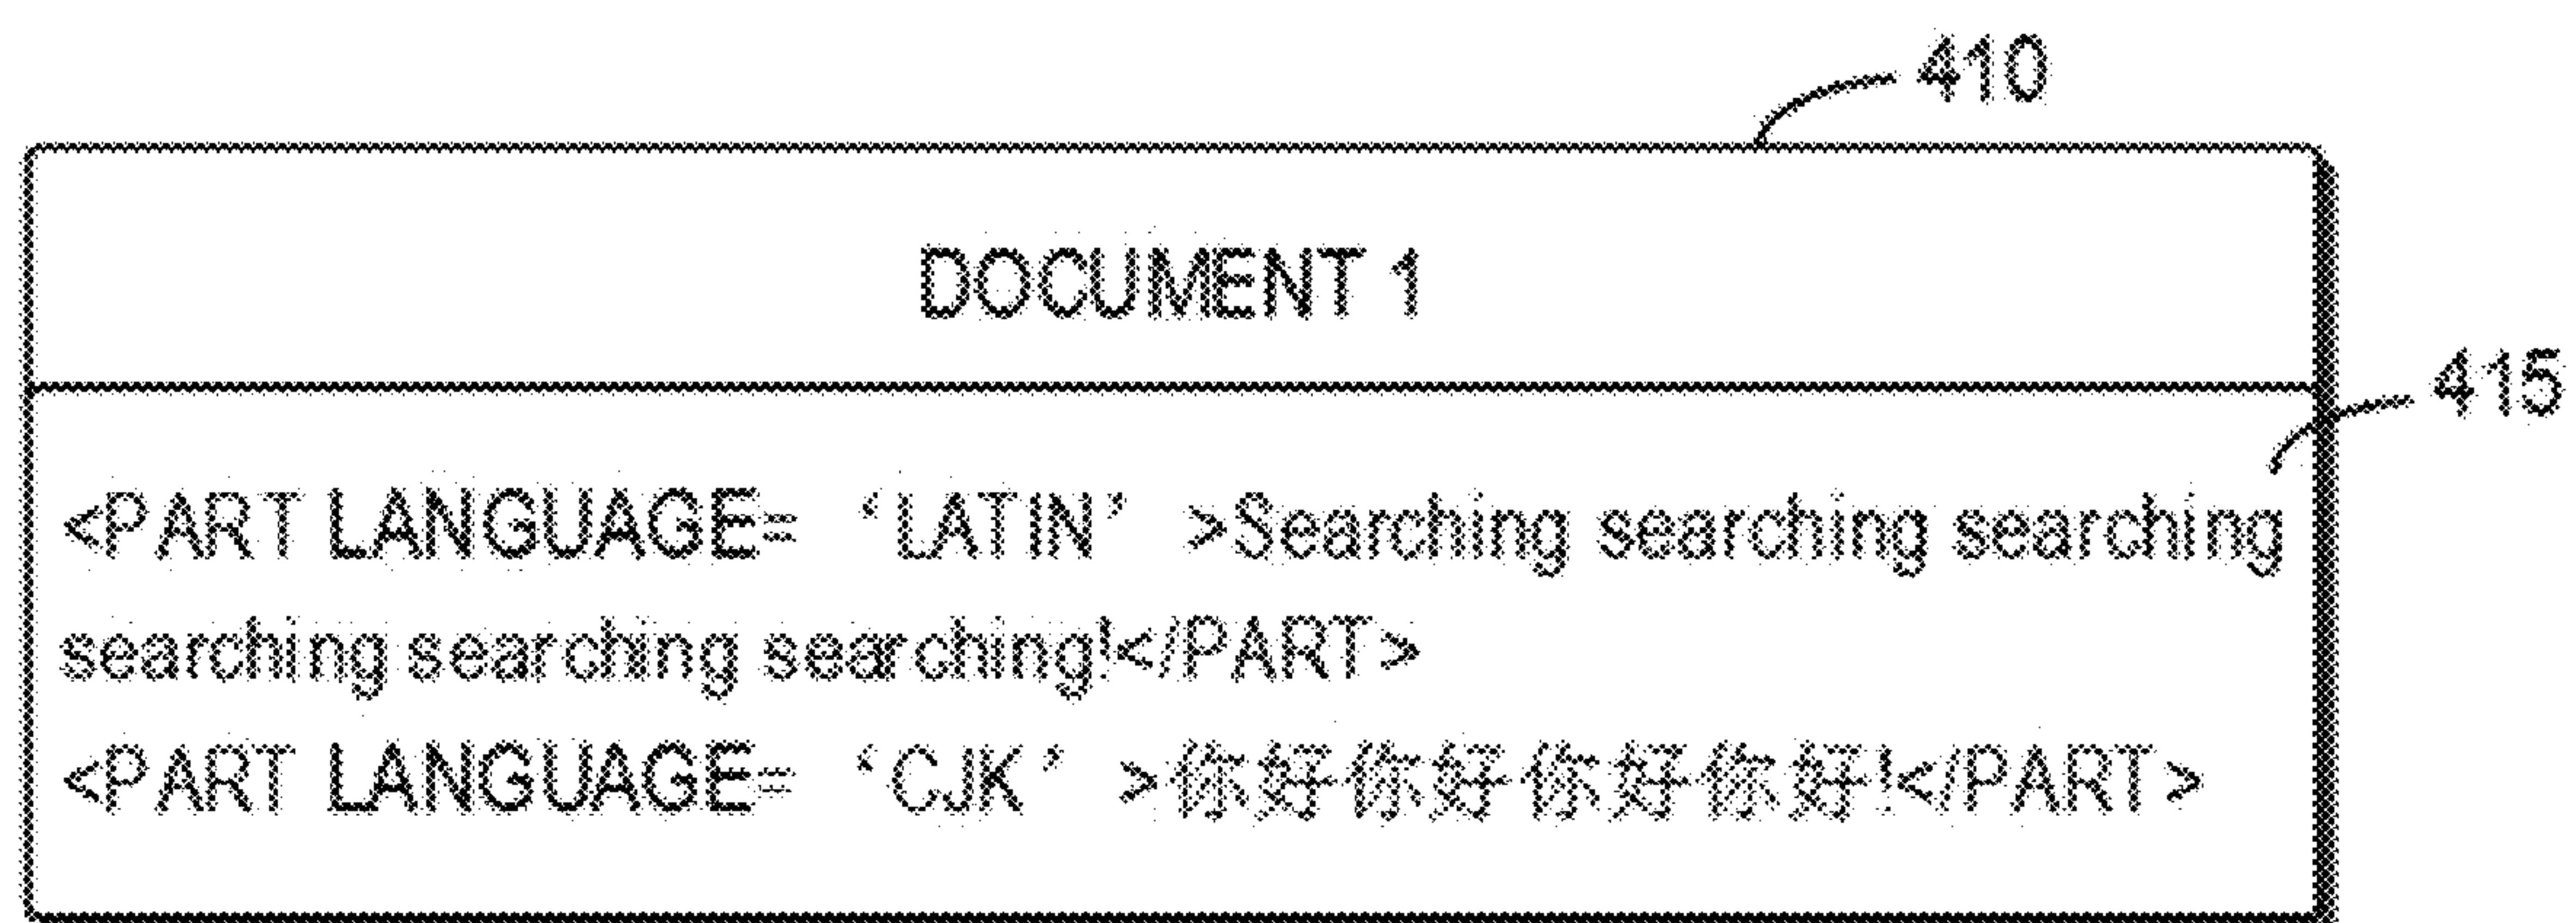 410
DOCUMENT 1
415
<PART LANGUAGE= ‘LATIN’ >Searching searching searching
searching searching searching!</PART>
<PART LANGUAGE= ‘CJK’ >你好你好你好你好!</PART>